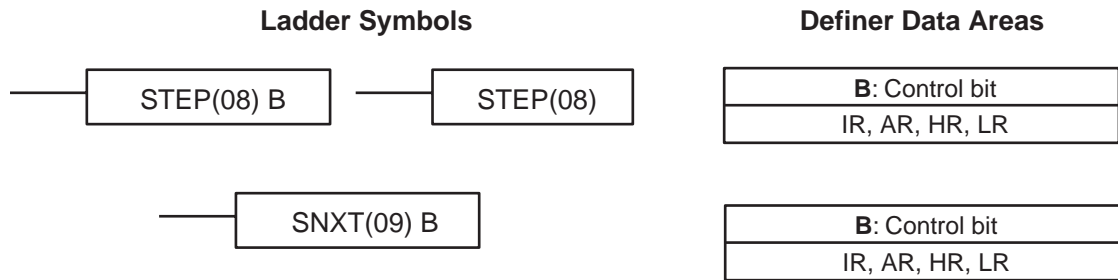 Ladder Symbols
Definer Data Areas
STEP(08) B
STEP(08)
B: Control bit
IR, AR, HR, LR
SNXT(09) B
B: Control bit
IR, AR, HR, LR